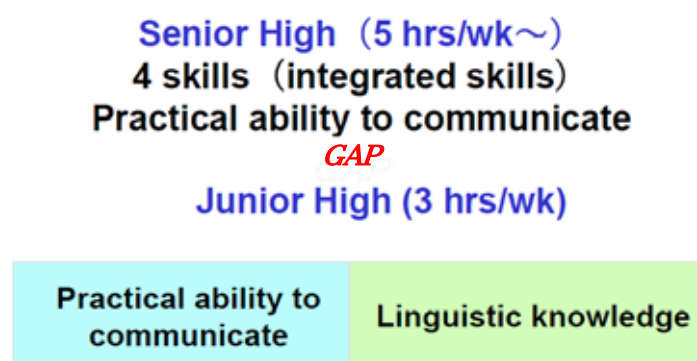 Senior High（5 hrs/wk～）
4 skills（integrated skills）
Practical ability to communicate
GAP
Junior High (3 hrs/wk)
Practical ability to
communicate
Linguistic knowledge